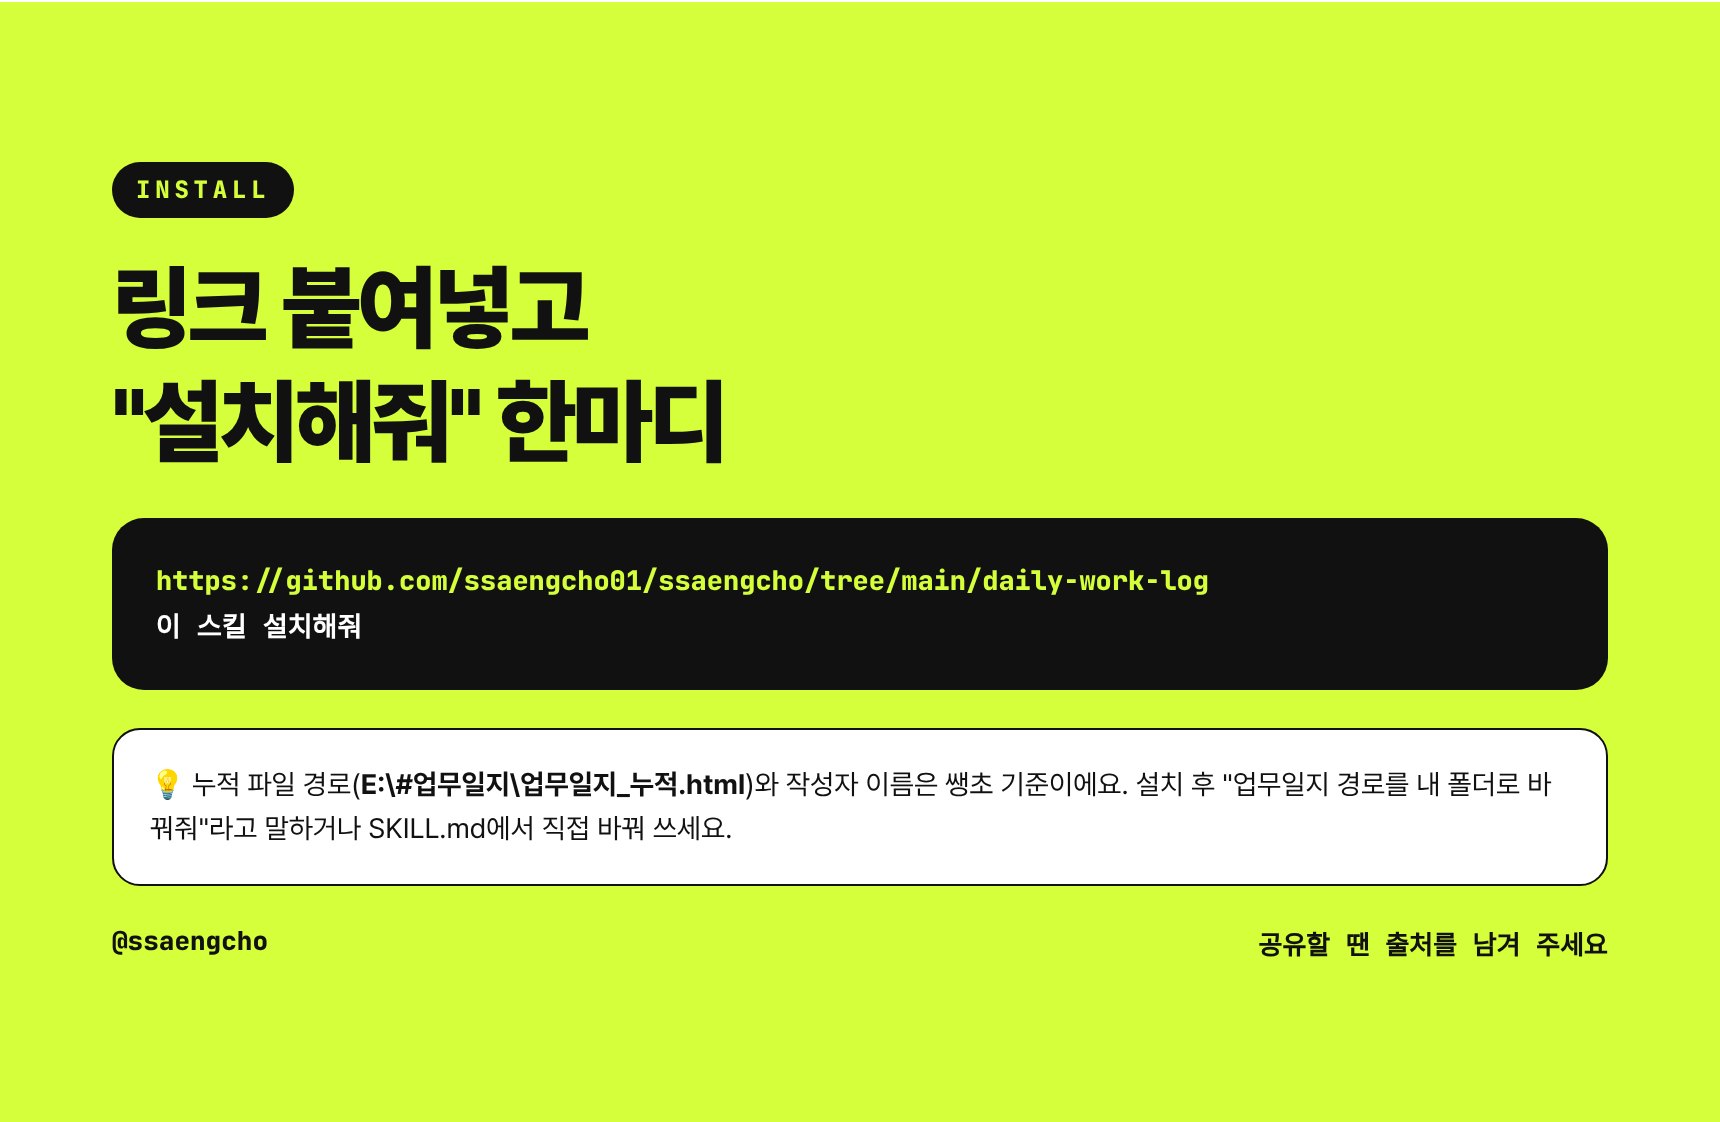 INSTALL
링크 붙여넣고
"설치해줘" 한마디
https://github.com/ssaengcho01/ssaengcho/tree/main/daily-work-log
이 스킬 설치해줘
💡 누적 파일 경로(E:\#업무일지\업무일지_누적.html)와 작성자 이름은 쌩초 기준이에요. 설치 후 "업무일지 경로를 내 폴더로 바
꿔줘"라고 말하거나 SKILL.md에서 직접 바꿔 쓰세요.
@ssaengcho
공유할 땐 출처를 남겨 주세요